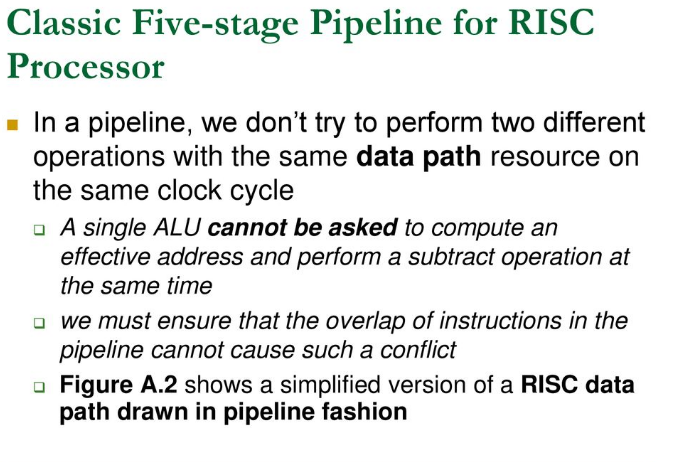 Classic Five-stage Pipeline for RISC
Processor
In a pipeline, we don't try to perform two different
operations with the same data path resource on
the same clock cycle
A single ALU cannot be asked to compute an
effective address and perform a subtract operation at
the same time
we must ensure that the overlap of instructions in the
pipeline cannot cause such a conflict
Figure A.2 shows a simplified version of a RISC data
path drawn in pipeline fashion